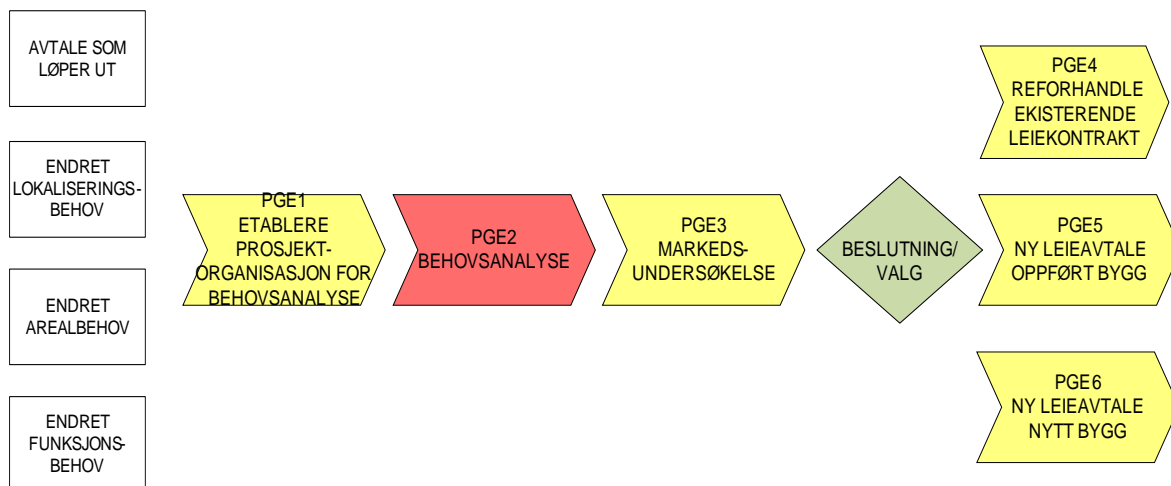 AVTALE SOM
LØPER UT
ENDRET
LOKALISERINGS-
BEHOV
ENDRET
AREALBEHOV
ENDRET
FUNKSJONS-
BEHOV
PGE1
ETABLERE
PROSJEKT-
ORGANISASJON FOR
BEHOVSANALYSE
PGE2
BEHOVSANALYSE
PGE3
MARKEDS-
UNDERSØKELSE
BESLUTNING/
VALG
PGE4
REFORHANDLE
EKISTERENDE
LEIEKONTRAKT
PGE5
NY LEIEAVTALE
OPPFØRT BYGG
PGE6
NY LEIEAVTALE
NYTT BYGG